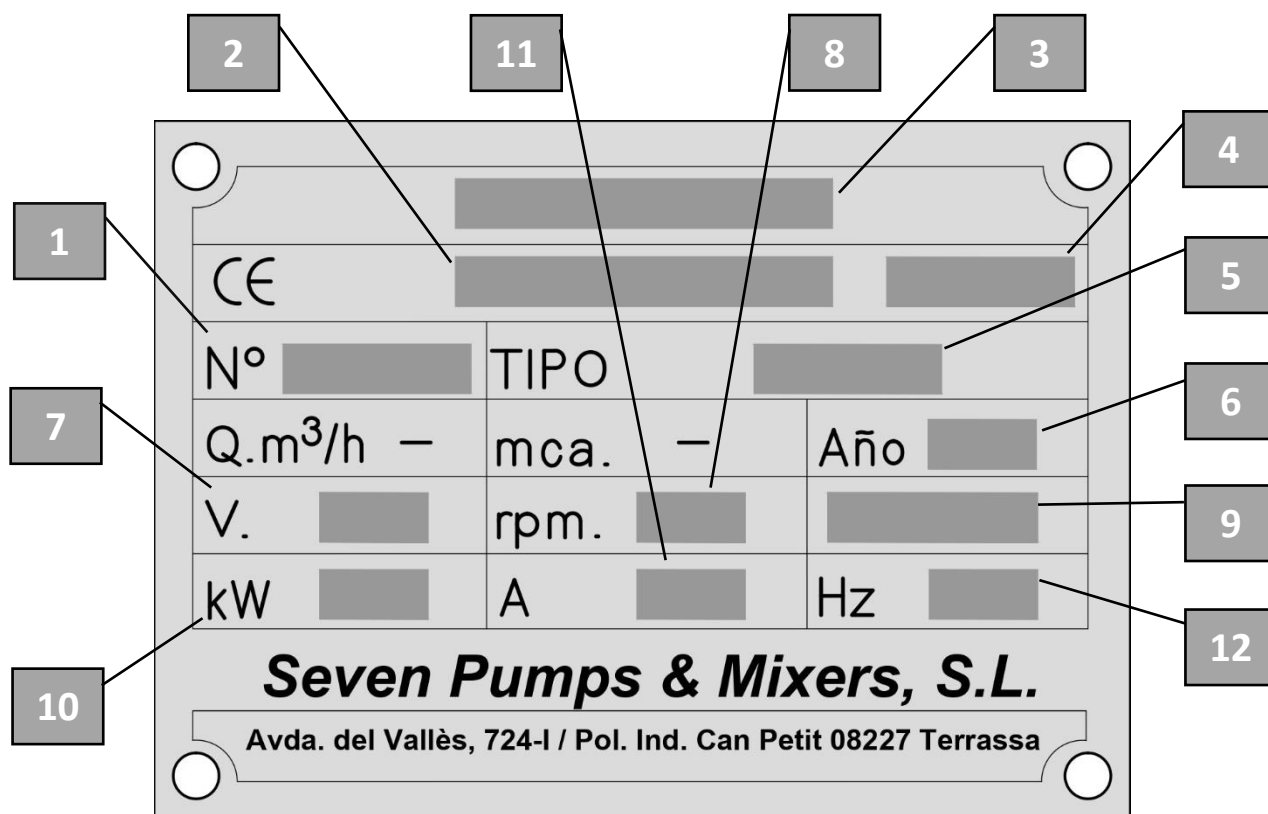 2 11 8 3
4
1
CE
5
Nº TIPO
6
7
Q.m³/h – mca. – Año
V. rpm.
9
kW A Hz
12
10
Seven Pumps & Mixers, S.L.
Avda. del Vallès, 724-I / Pol. Ind. Can Petit 08227 Terrassa